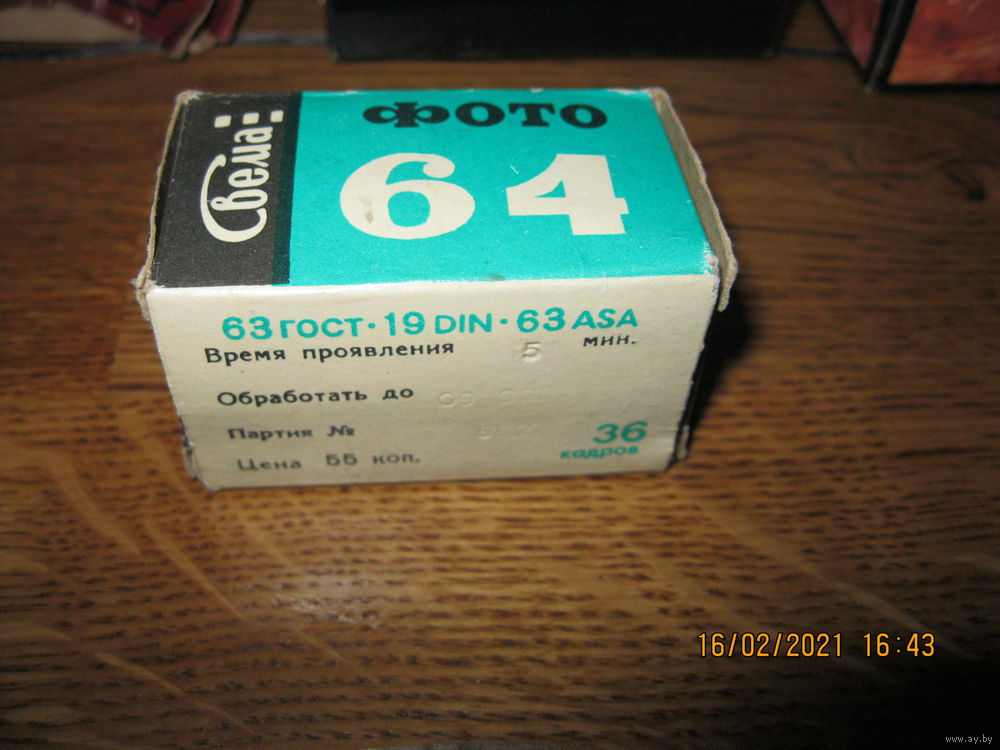 Свема
ФОТО
64
63 ГОСТ · 19 DIN · 63 ASA
Время проявления 5 мин.
Обработать до
Партия №
36
кадров
Цена 55 коп.
16/02/2021 16:43
www.ay.by